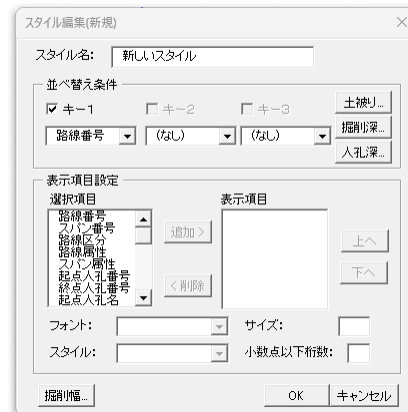 スタイル編集(新規)
スタイル名: 新しいスタイル
並べ替え条件
キー1 キー2 キー3
路線番号 (なし) (なし)
土被り...
掘削深...
人孔深...
表示項目設定
選択項目 表示項目
路線番号
スパン番号
路線区分
路線属性
スパン属性
起点人孔番号
終点人孔番号
起点人孔名
追加 >
< 削除
上へ
下へ
フォント: サイズ:
スタイル: 小数点以下桁数:
掘削幅... OK キャンセル